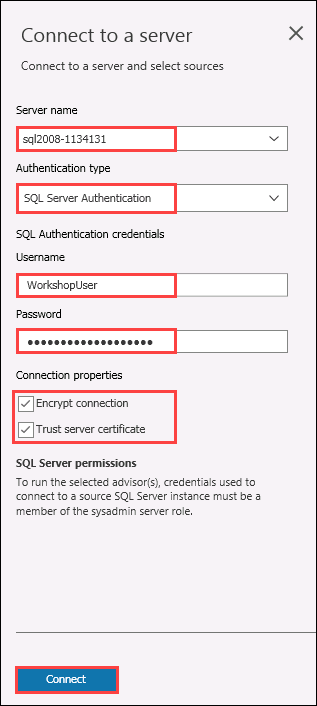 Connect to a server
Connect to a server and select sources
Server name
sql2008-1134131
Authentication type
SQL Server Authentication
SQL Authentication credentials
Username
WorkshopUser
Password
●●●●●●●●●●●●●●●●●●●
Connection properties
Encrypt connection
Trust server certificate
SQL Server permissions
To run the selected advisor(s), credentials used to
connect to a source SQL Server instance must be a
member of the sysadmin server role.
Connect